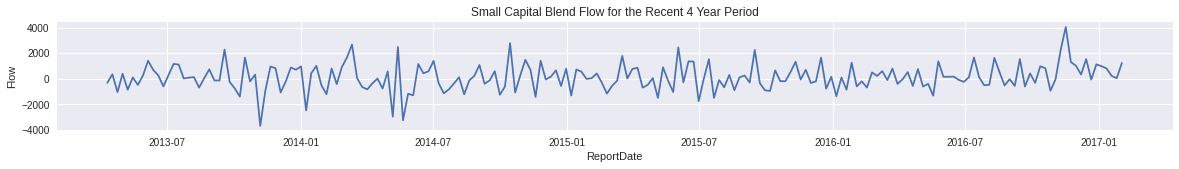 Small Capital Blend Flow for the Recent 4 Year Period
Flow
4000
2000
0
−2000
−4000
2013-07 2014-01 2014-07 2015-01 2015-07 2016-01 2016-07 2017-01
ReportDate